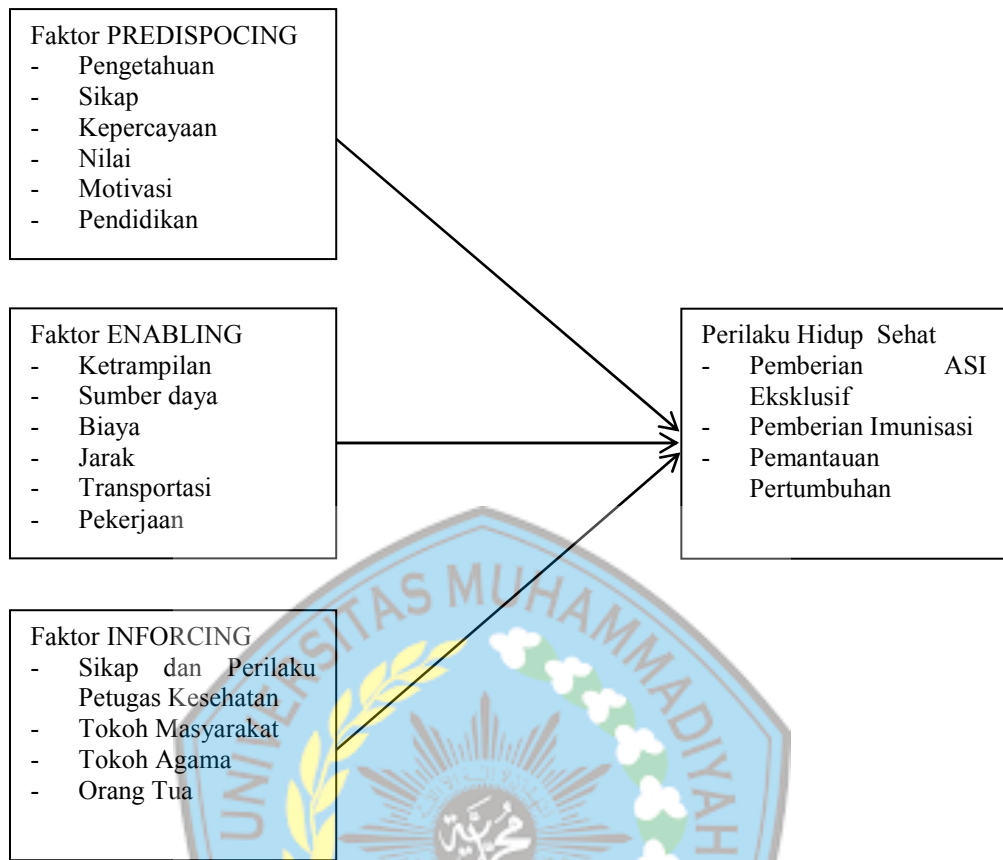 Faktor PREDISPOCING
- Pengetahuan
- Sikap
- Kepercayaan
- Nilai
- Motivasi
- Pendidikan
Faktor ENABLING
- Ketrampilan
- Sumber daya
- Biaya
- Jarak
- Transportasi
- Pekerjaan
Perilaku Hidup Sehat
- Pemberian ASI
Eksklusif
- Pemberian Imunisasi
- Pemantauan
Pertumbuhan
Faktor INFORCING
- Sikap dan Perilaku
Petugas Kesehatan
- Tokoh Masyarakat
- Tokoh Agama
- Orang Tua
UNIVERSITAS MUHAMMADIYAH